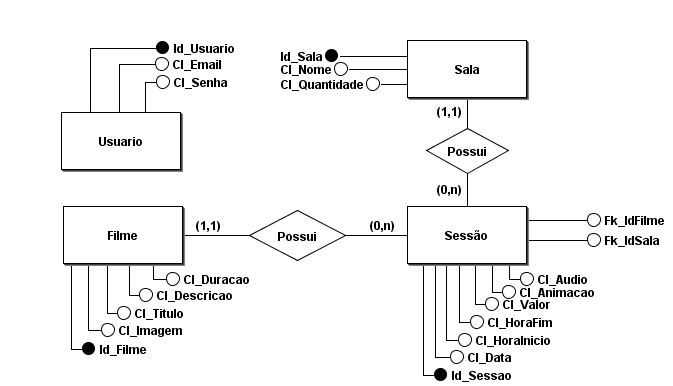 Id_Usuario
Cl_Email
Cl_Senha
Usuario
Id_Sala
Cl_Nome
Cl_Quantidade
Sala
(1,1)
Possui
(0,n)
Filme
(1,1)
Possui
(0,n)
Sessão
Fk_IdFilme
Fk_IdSala
Cl_Duracao
Cl_Descricao
Cl_Titulo
Cl_Imagem
Id_Filme
Cl_Audio
Cl_Animacao
Cl_Valor
Cl_HoraFim
Cl_HoraInicio
Cl_Data
Id_Sessao